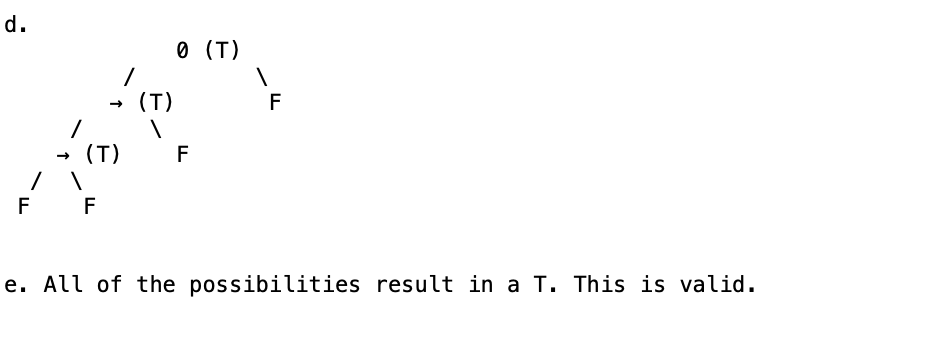 d.
0 (T)
/ \
→ (T) F
/ \
→ (T) F
/ \
F F
e. All of the possibilities result in a T. This is valid.